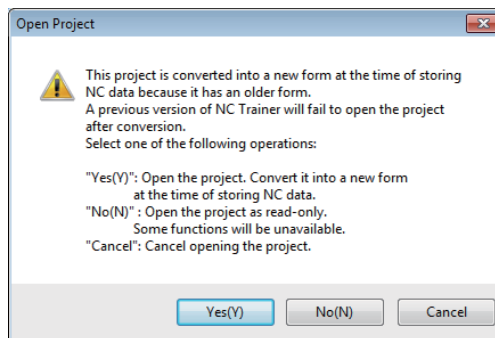 Open Project
This project is converted into a new form at the time of storing
NC data because it has an older form.
A previous version of NC Trainer will fail to open the project
after conversion.
Select one of the following operations:
"Yes(Y)": Open the project. Convert it into a new form
at the time of storing NC data.
"No(N)" : Open the project as read-only.
Some functions will be unavailable.
"Cancel": Cancel opening the project.
Yes(Y)
No(N)
Cancel